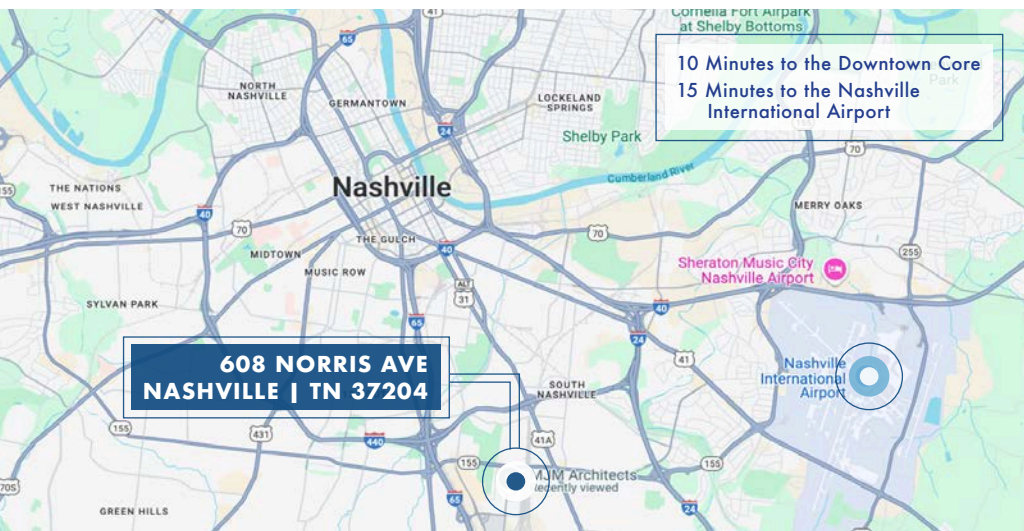 41
Cornelia Fort Airpark
at Shelby Bottoms
65
10 Minutes to the Downtown Core
15 Minutes to the Nashville
International Airport
Park
NORTH
NASHVILLE
GERMANTOWN
LOCKELAND
SPRINGS
24
Shelby Park
70
Cumberland River
155
THE NATIONS
WEST NASHVILLE
Nashville
40
70
MERRY OAKS
70
THE GULCH
40
255
MIDTOWN
MUSIC ROW
Sheraton Music City
Nashville Airport
ALT
31
SYLVAN PARK
65
40
24
608 NORRIS AVE
NASHVILLE | TN 37204
41
Nashville
International
Airport
SOUTH
NASHVILLE
155
431
440
41A
155
155
MJM Architects
Recently viewed
70S
65
24
GREEN HILLS